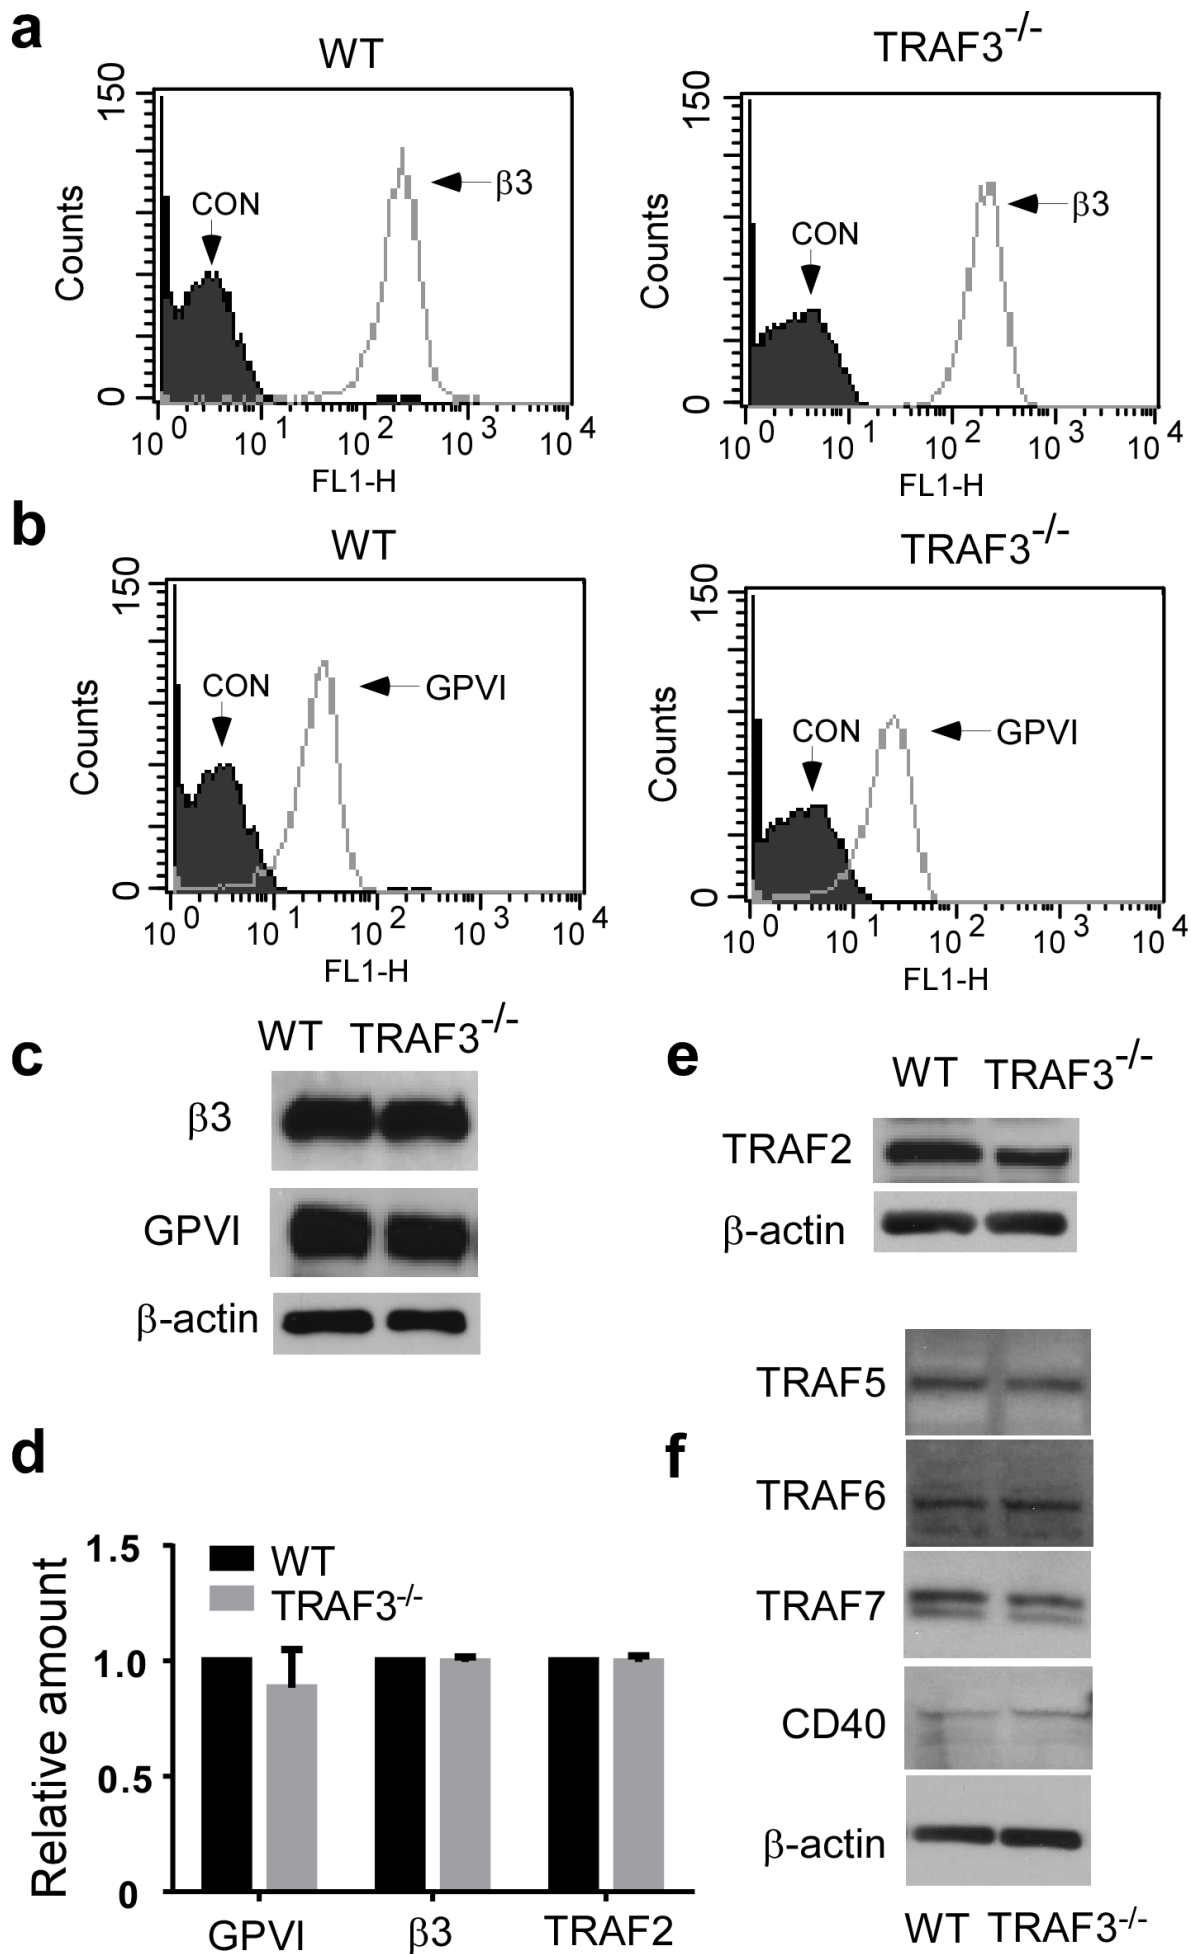 a
WT
TRAF3-/-
150
Counts
0
CON
β3
10^0 10^1 10^2 10^3 10^4
FL1-H
150
Counts
0
CON
β3
10^0 10^1 10^2 10^3 10^4
FL1-H
b
WT
TRAF3-/-
150
Counts
0
CON
GPVI
10^0 10^1 10^2 10^3 10^4
FL1-H
150
Counts
0
CON
GPVI
10^0 10^1 10^2 10^3 10^4
FL1-H
c
WT TRAF3-/-
β3
GPVI
β-actin
e
WT TRAF3-/-
TRAF2
β-actin
d
Relative amount
1.5
1.0
0.5
0
WT
TRAF3-/-
GPVI β3 TRAF2
f
TRAF5
TRAF6
TRAF7
CD40
β-actin
WT TRAF3-/-